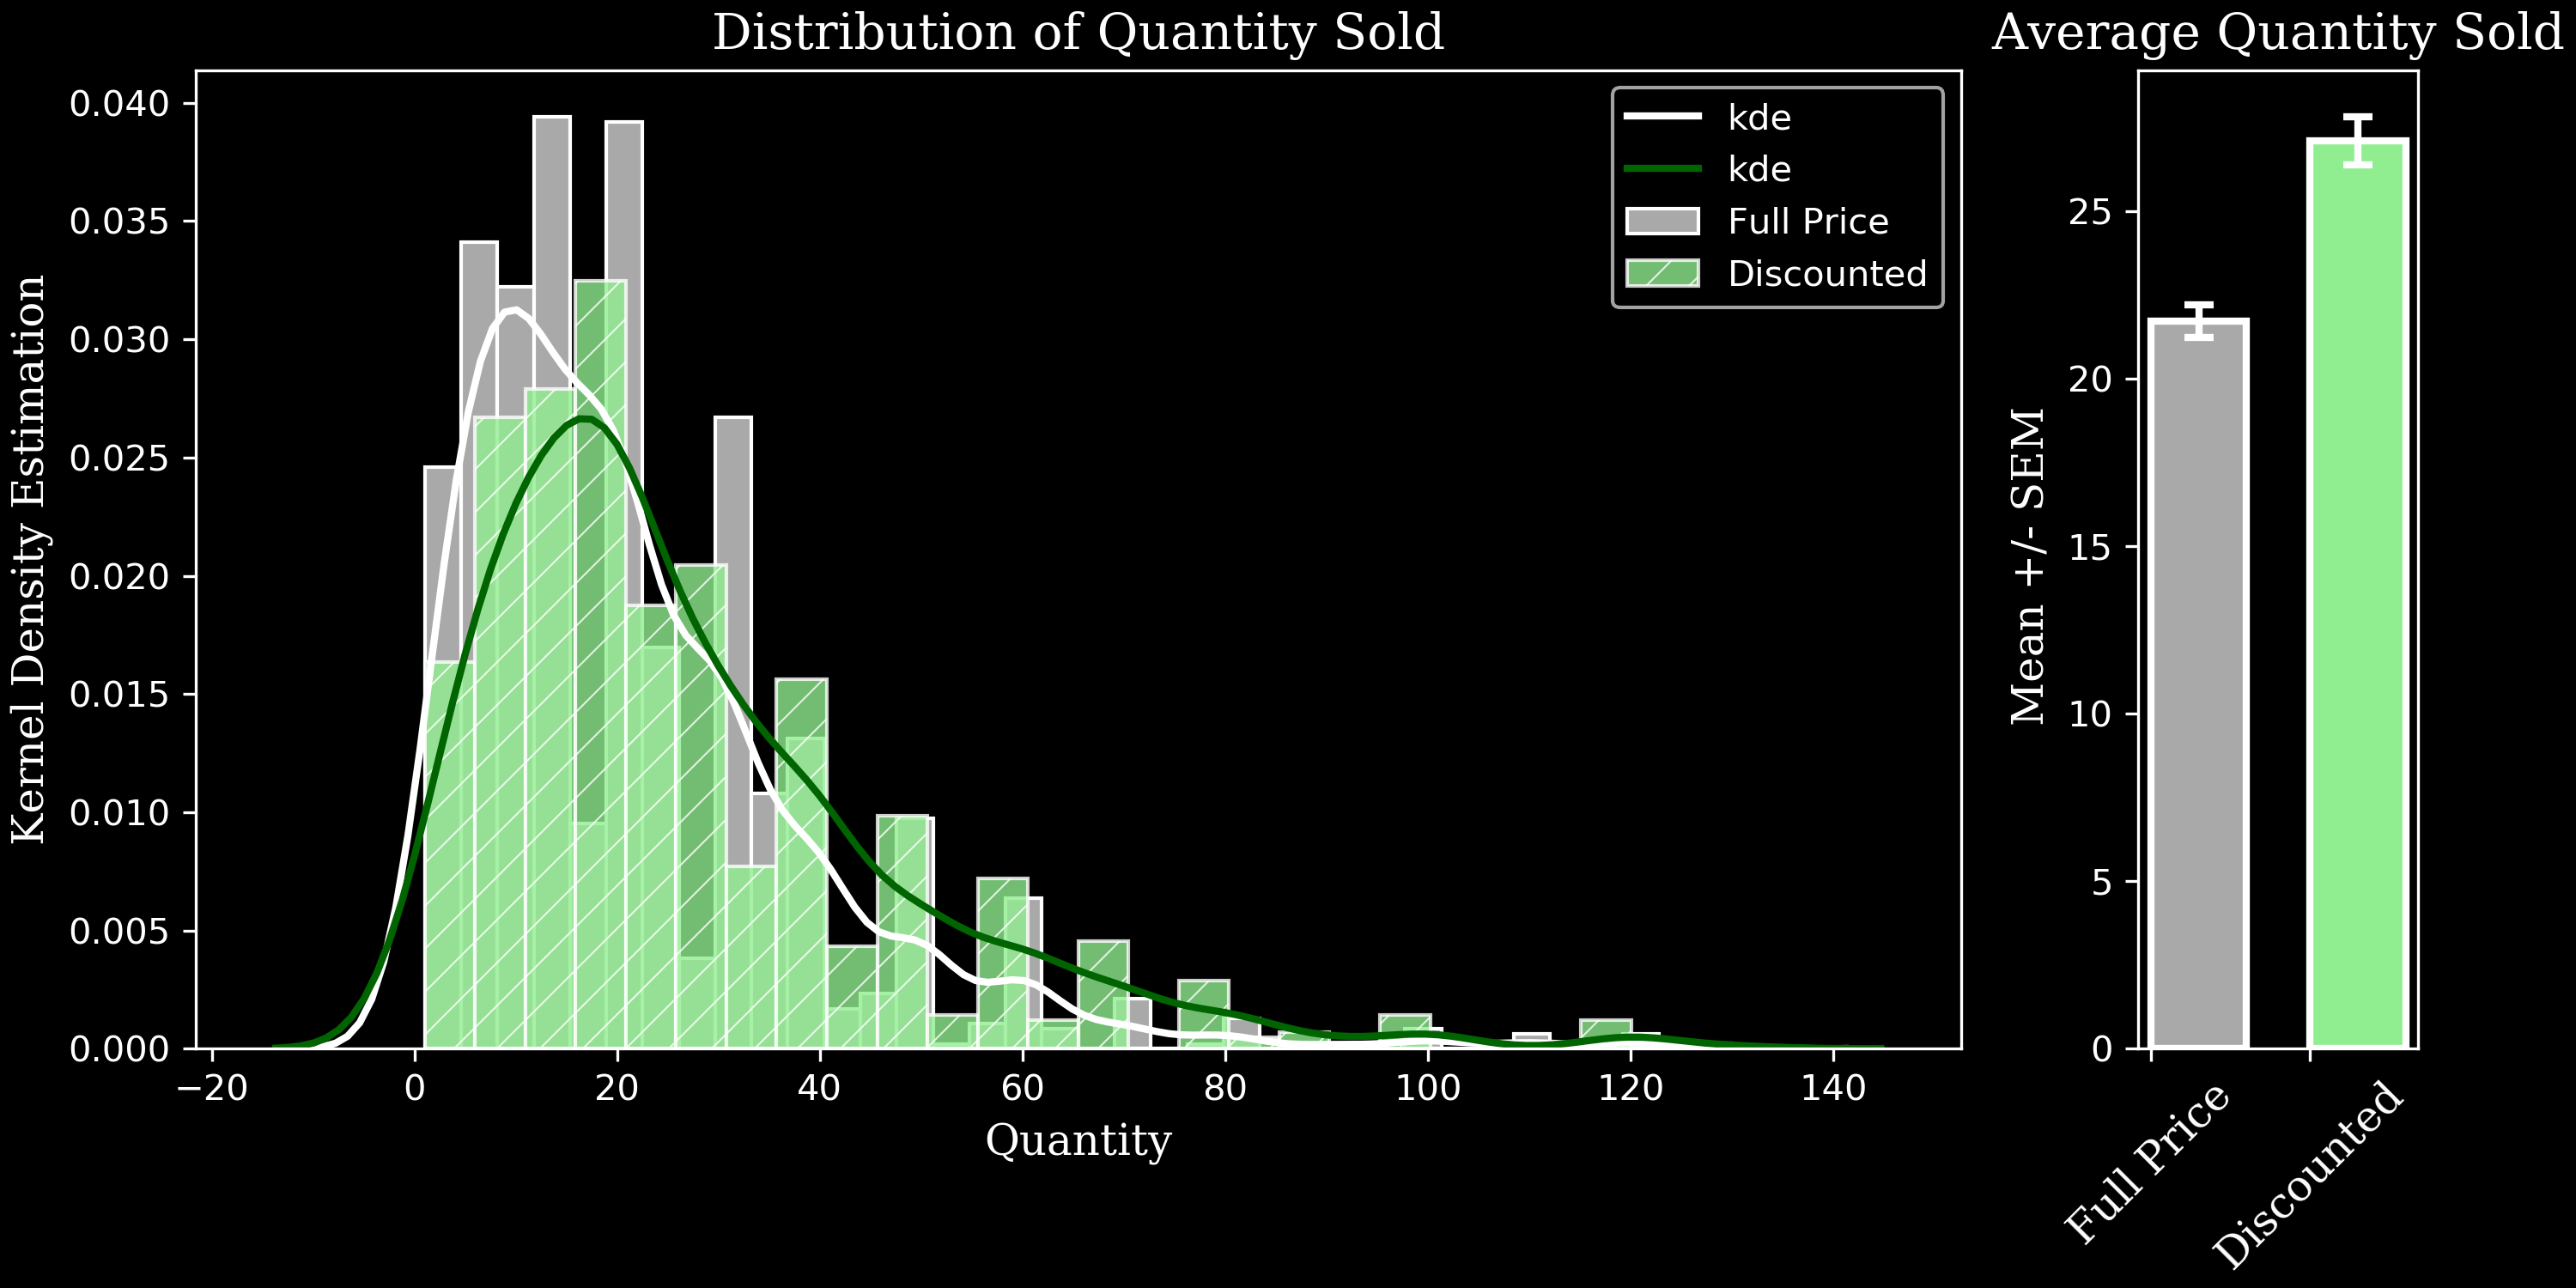 Distribution of Quantity Sold
Kernel Density Estimation
0.040
0.035
0.030
0.025
0.020
0.015
0.010
0.005
0.000
−20
0
20
40
60
80
100
120
140
Quantity
kde
kde
Full Price
Discounted
Average Quantity Sold
Mean +/- SEM
25
20
15
10
5
0
Full Price
Discounted